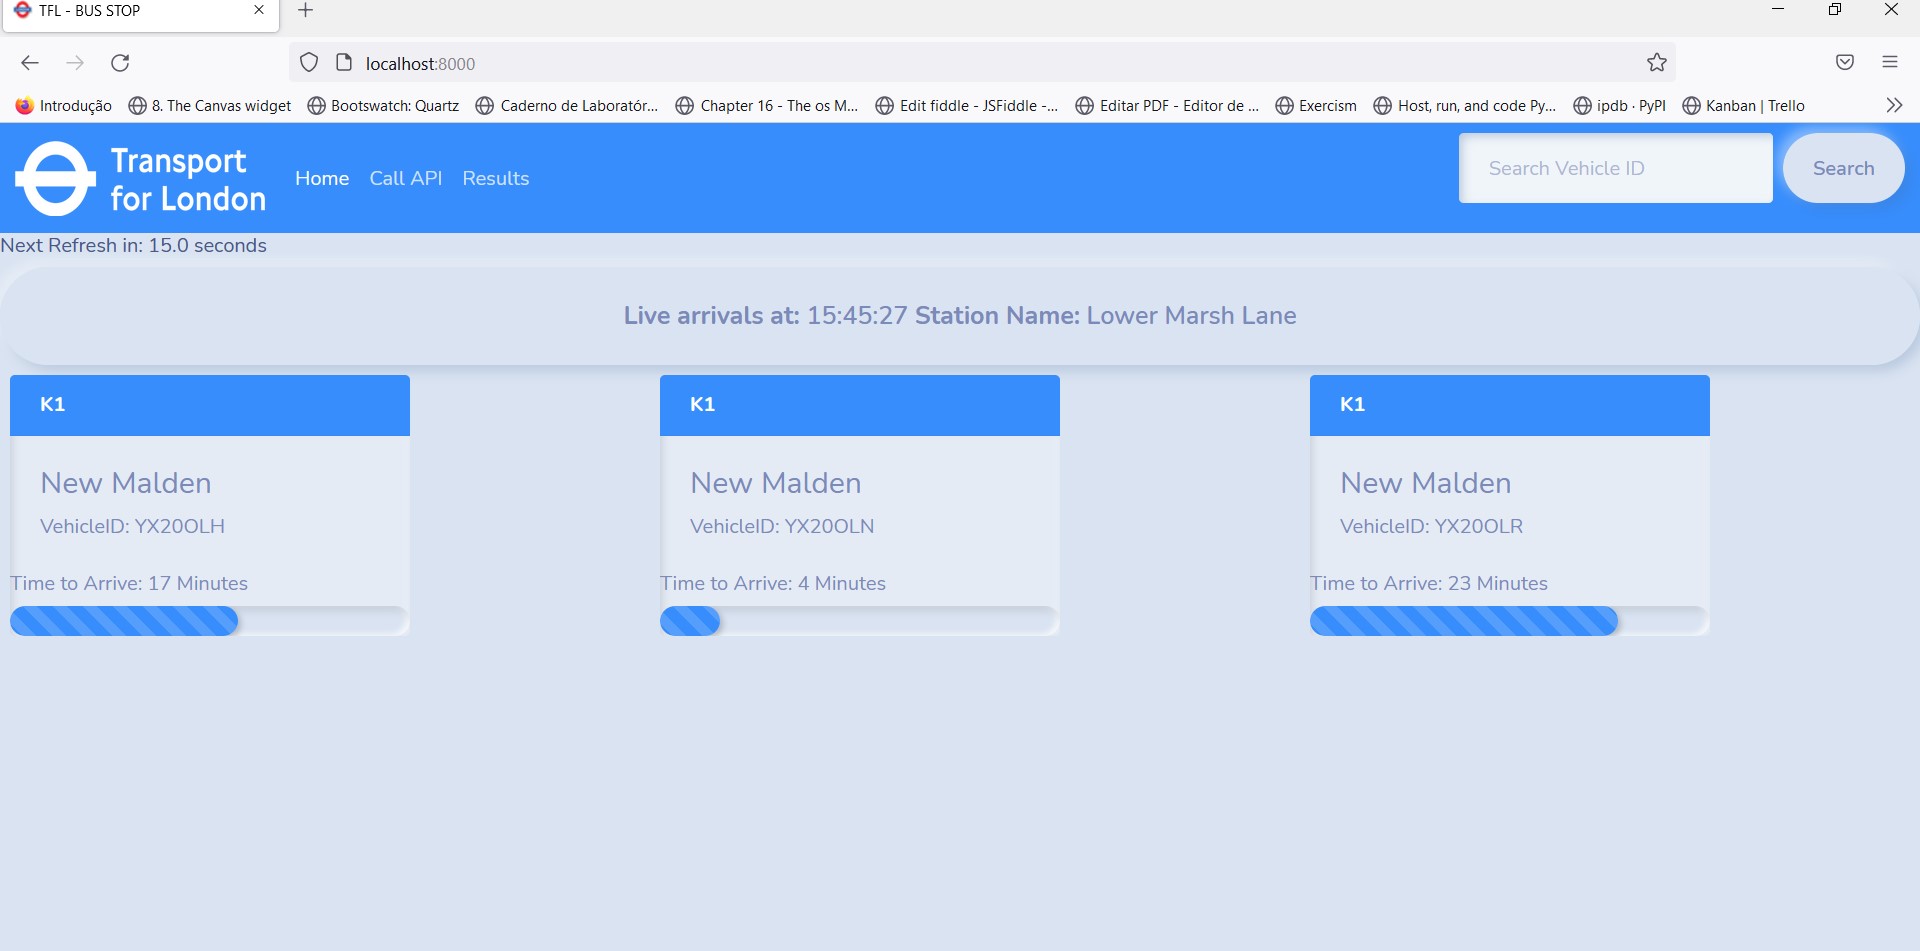 TFL - BUS STOP
localhost:8000
Introdução 8. The Canvas widget Bootswatch: Quartz Caderno de Laboratór... Chapter 16 - The os M... Edit fiddle - JSFiddle -... Editar PDF - Editor de ... Exercism Host, run, and code Py... ipdb · PyPI Kanban | Trello
Transport
for London
Home Call API Results
Search Vehicle ID Search
Next Refresh in: 15.0 seconds
Live arrivals at: 15:45:27 Station Name: Lower Marsh Lane
K1
New Malden
VehicleID: YX20OLH
Time to Arrive: 17 Minutes
K1
New Malden
VehicleID: YX20OLN
Time to Arrive: 4 Minutes
K1
New Malden
VehicleID: YX20OLR
Time to Arrive: 23 Minutes